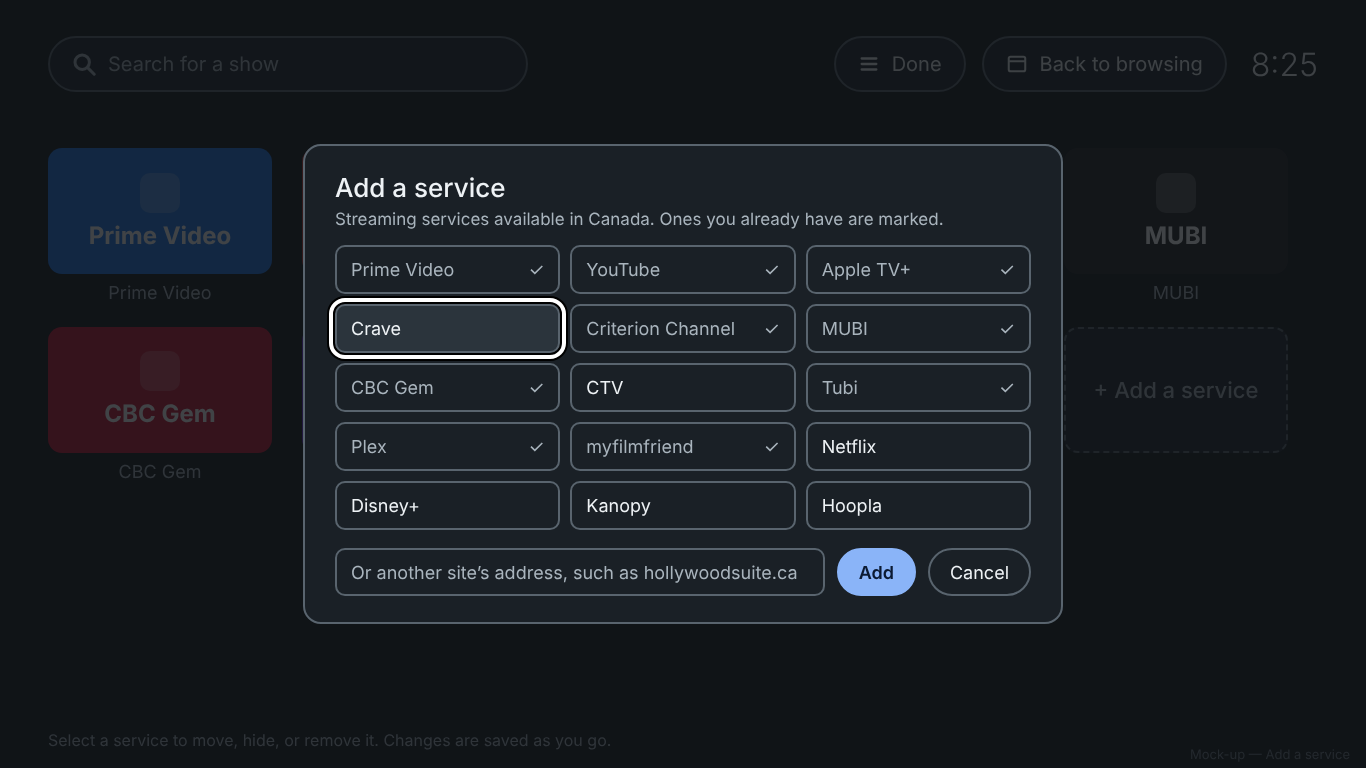 Search for a show
Done
Back to browsing
8:25
Prime Video
Prime Video
MUBI
MUBI
CBC Gem
CBC Gem
+ Add a service
Add a service
Streaming services available in Canada. Ones you already have are marked.
Prime Video
YouTube
Apple TV+
Crave
Criterion Channel
MUBI
CBC Gem
CTV
Tubi
Plex
myfilmfriend
Netflix
Disney+
Kanopy
Hoopla
Or another site’s address, such as hollywoodsuite.ca
Add
Cancel
Select a service to move, hide, or remove it. Changes are saved as you go.
Mock-up — Add a service